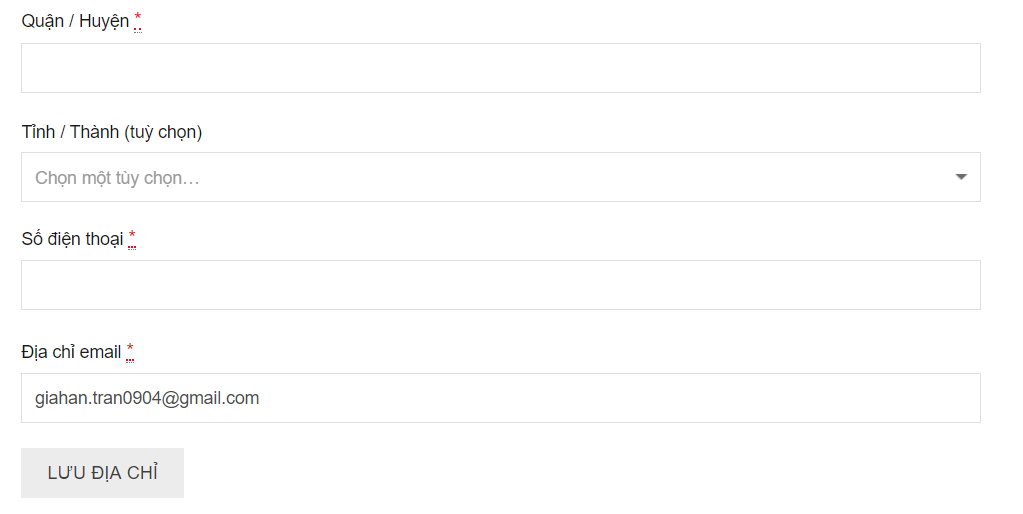 Quận / Huyện *
Tỉnh / Thành (tuỳ chọn)
Chọn một tùy chọn…
Số điện thoại *
Địa chỉ email *
giahan.tran0904@gmail.com
LƯU ĐỊA CHỈ